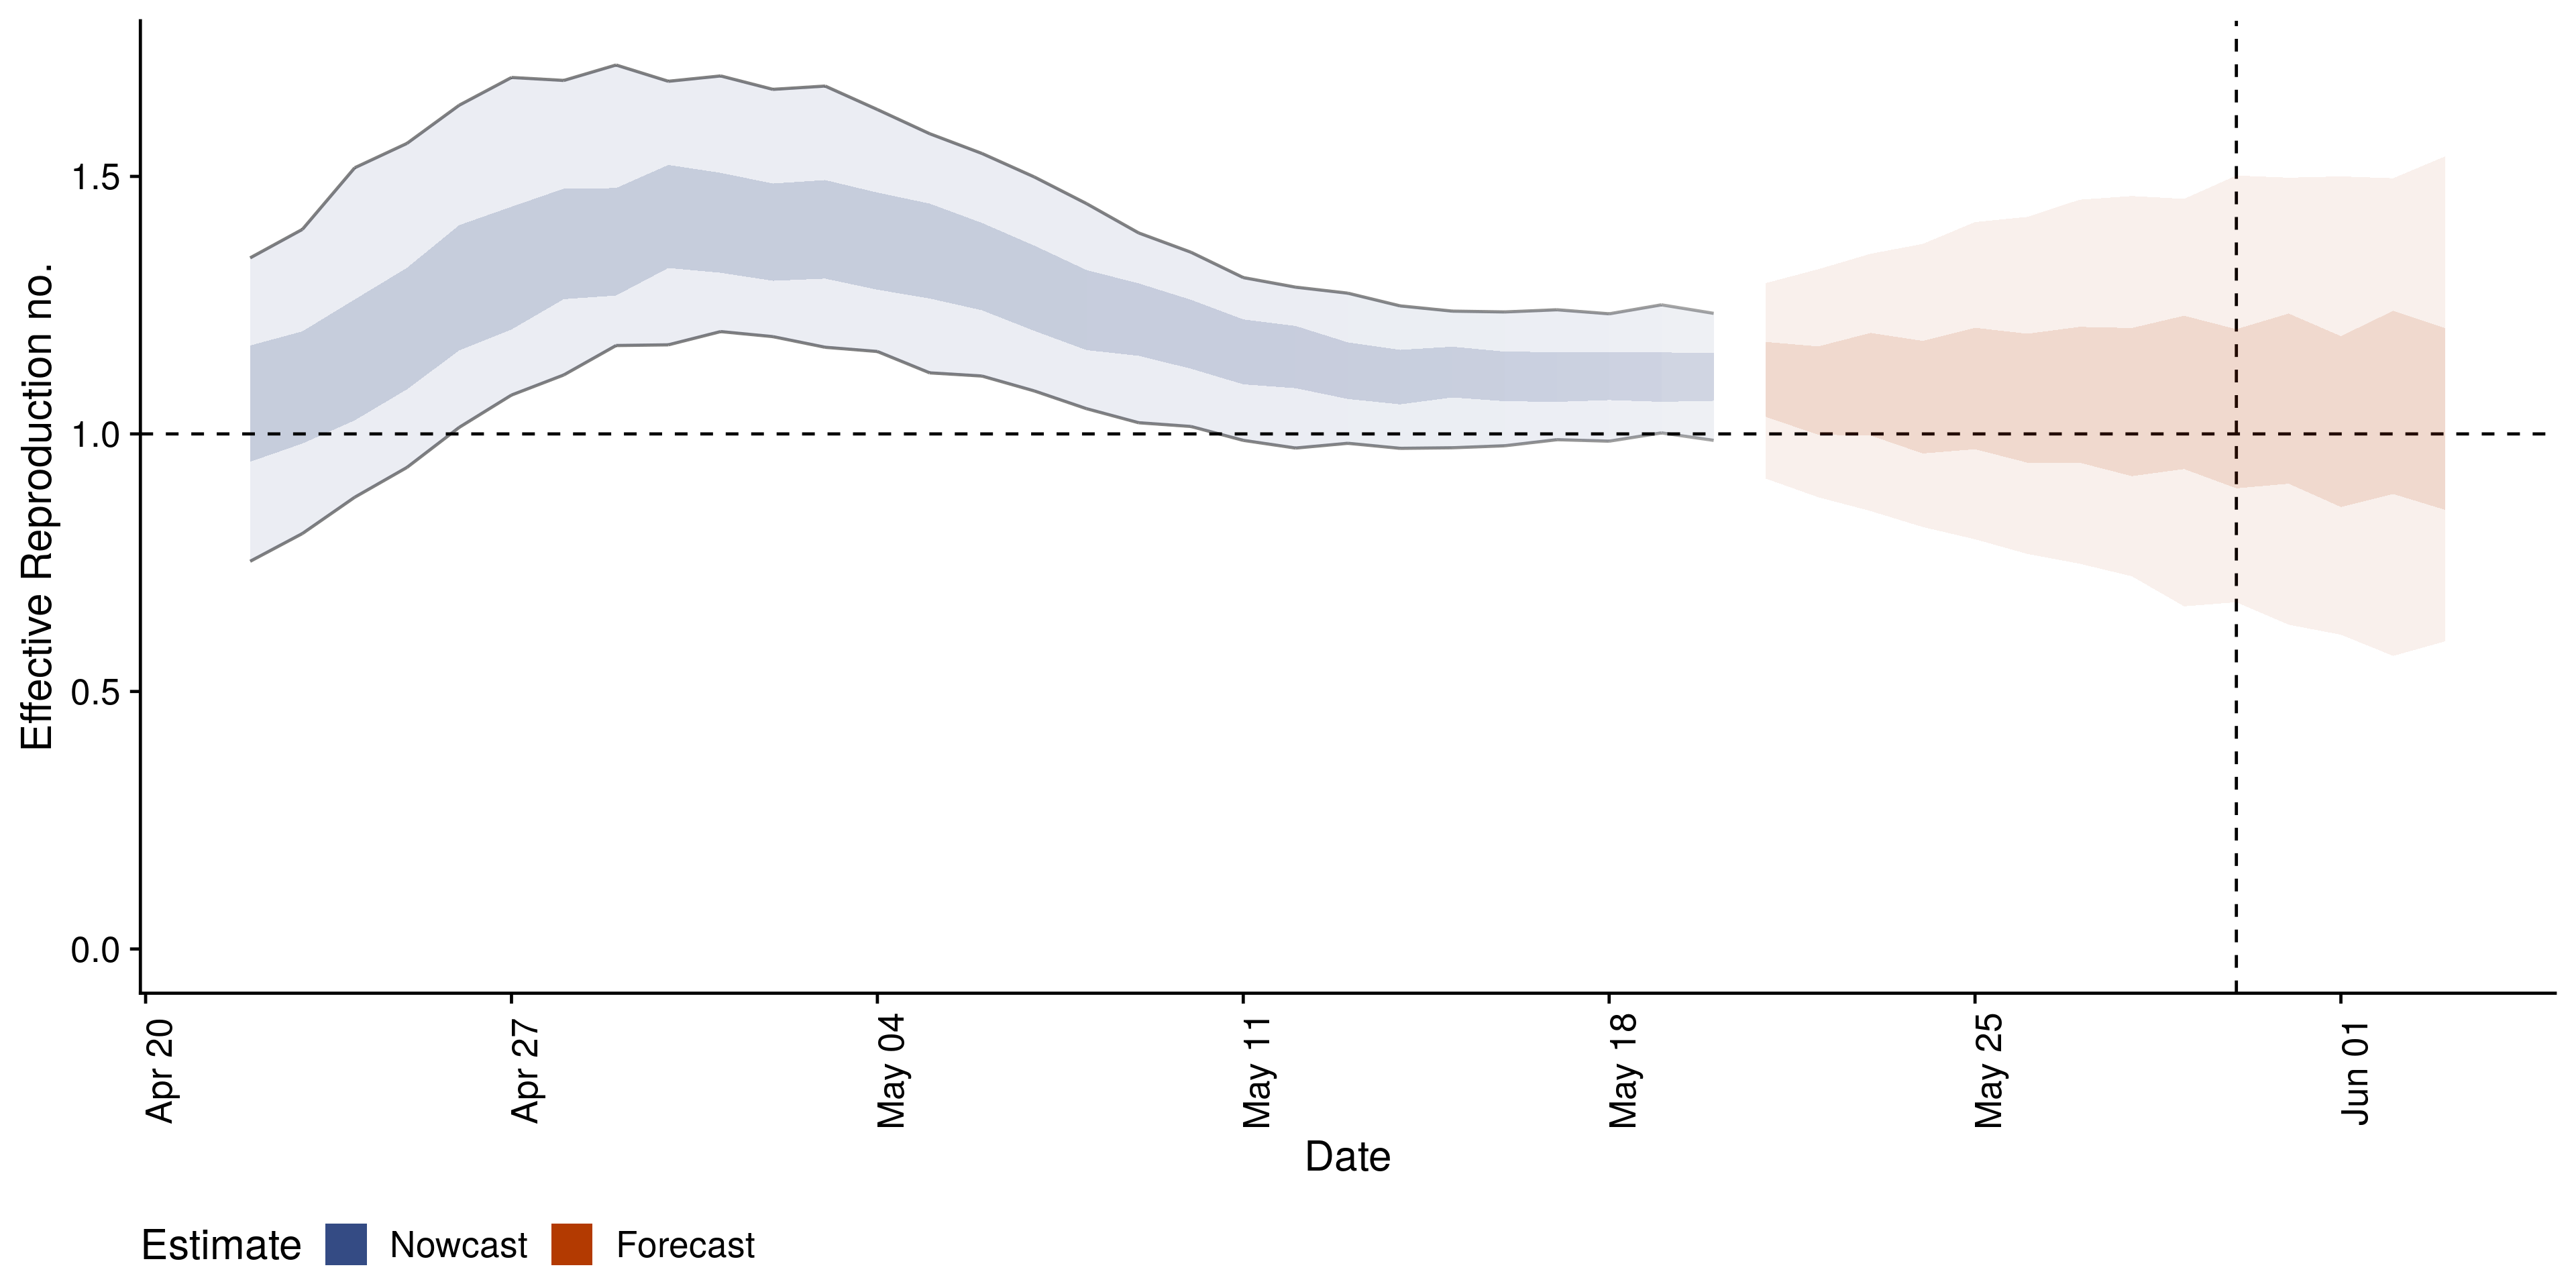 Effective Reproduction no.
1.5
1.0
0.5
0.0
Apr 20
Apr 27
May 04
May 11
May 18
May 25
Jun 01
Date
Estimate Nowcast Forecast